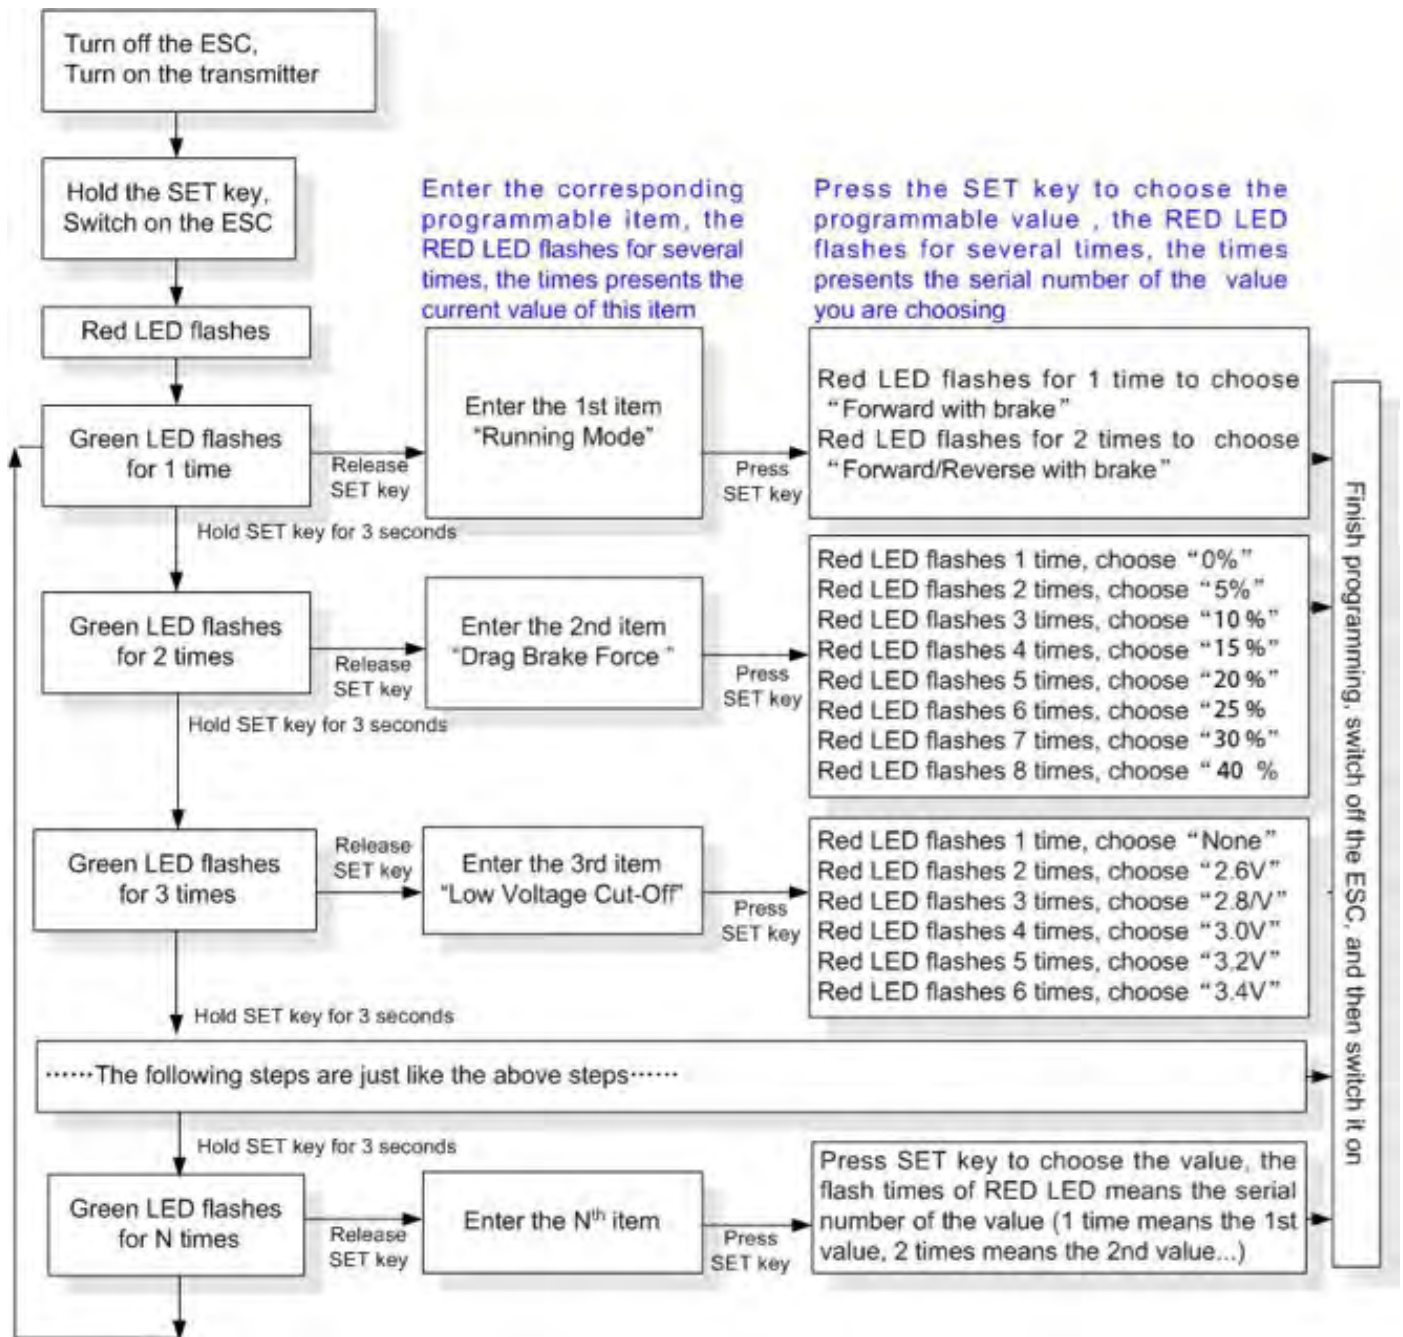 Turn off the ESC,
Turn on the transmitter
Hold the SET key,
Switch on the ESC
Enter the corresponding
programmable item, the
RED LED flashes for several
times, the times presents the
current value of this item
Press the SET key to choose the
programmable value , the RED LED
flashes for several times, the times
presents the serial number of the value
you are choosing
Red LED flashes
Green LED flashes
for 1 time
Release
SET key
Enter the 1st item
"Running Mode"
Press
SET key
Red LED flashes for 1 time to choose
"Forward with brake"
Red LED flashes for 2 times to choose
"Forward/Reverse with brake"
Hold SET key for 3 seconds
Green LED flashes
for 2 times
Release
SET key
Enter the 2nd item
"Drag Brake Force "
Press
SET key
Red LED flashes 1 time, choose "0%"
Red LED flashes 2 times, choose "5%"
Red LED flashes 3 times, choose "10%"
Red LED flashes 4 times, choose "15%"
Red LED flashes 5 times, choose "20%"
Red LED flashes 6 times, choose "25%
Red LED flashes 7 times, choose "30%"
Red LED flashes 8 times, choose "40 %
Hold SET key for 3 seconds
Green LED flashes
for 3 times
Release
SET key
Enter the 3rd item
"Low Voltage Cut-Off"
Press
SET key
Red LED flashes 1 time, choose "None"
Red LED flashes 2 times, choose "2.6V"
Red LED flashes 3 times, choose "2.8/V"
Red LED flashes 4 times, choose "3.0V"
Red LED flashes 5 times, choose "3.2V"
Red LED flashes 6 times, choose "3.4V"
Hold SET key for 3 seconds
······The following steps are just like the above steps······
Hold SET key for 3 seconds
Green LED flashes
for N times
Release
SET key
Enter the Nth item
Press
SET key
Press SET key to choose the value, the
flash times of RED LED means the serial
number of the value (1 time means the 1st
value, 2 times means the 2nd value...)
Finish programming, switch off the ESC, and then switch it on